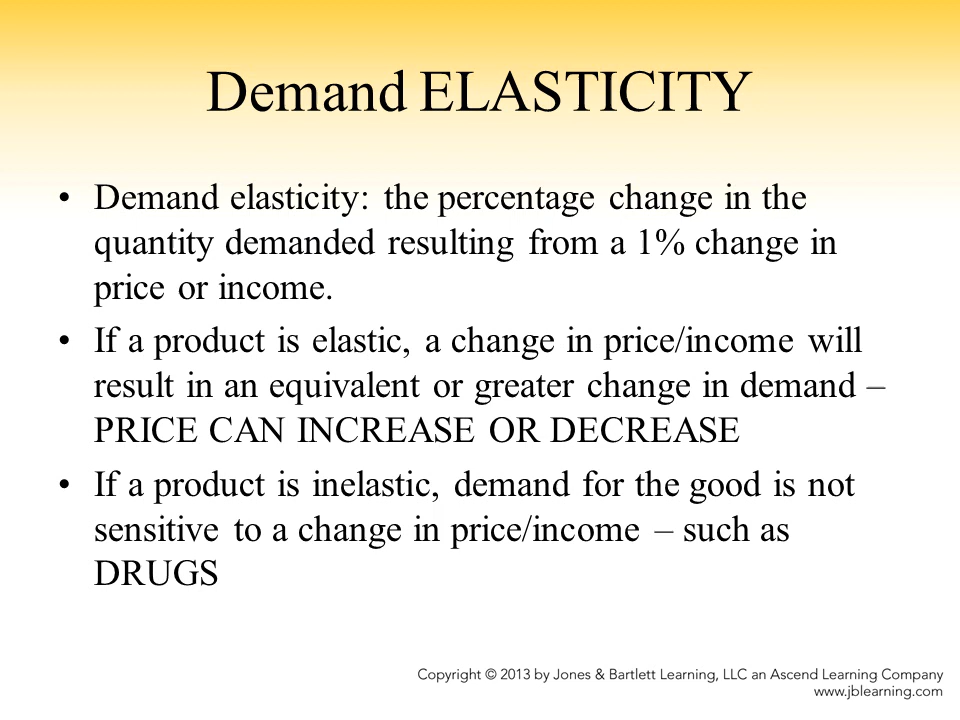 Demand ELASTICITY
• Demand elasticity: the percentage change in the
quantity demanded resulting from a 1% change in
price or income.
• If a product is elastic, a change in price/income will
result in an equivalent or greater change in demand –
PRICE CAN INCREASE OR DECREASE
• If a product is inelastic, demand for the good is not
sensitive to a change in price/income – such as
DRUGS
Copyright © 2013 by Jones & Bartlett Learning, LLC an Ascend Learning Company
www.jblearning.com